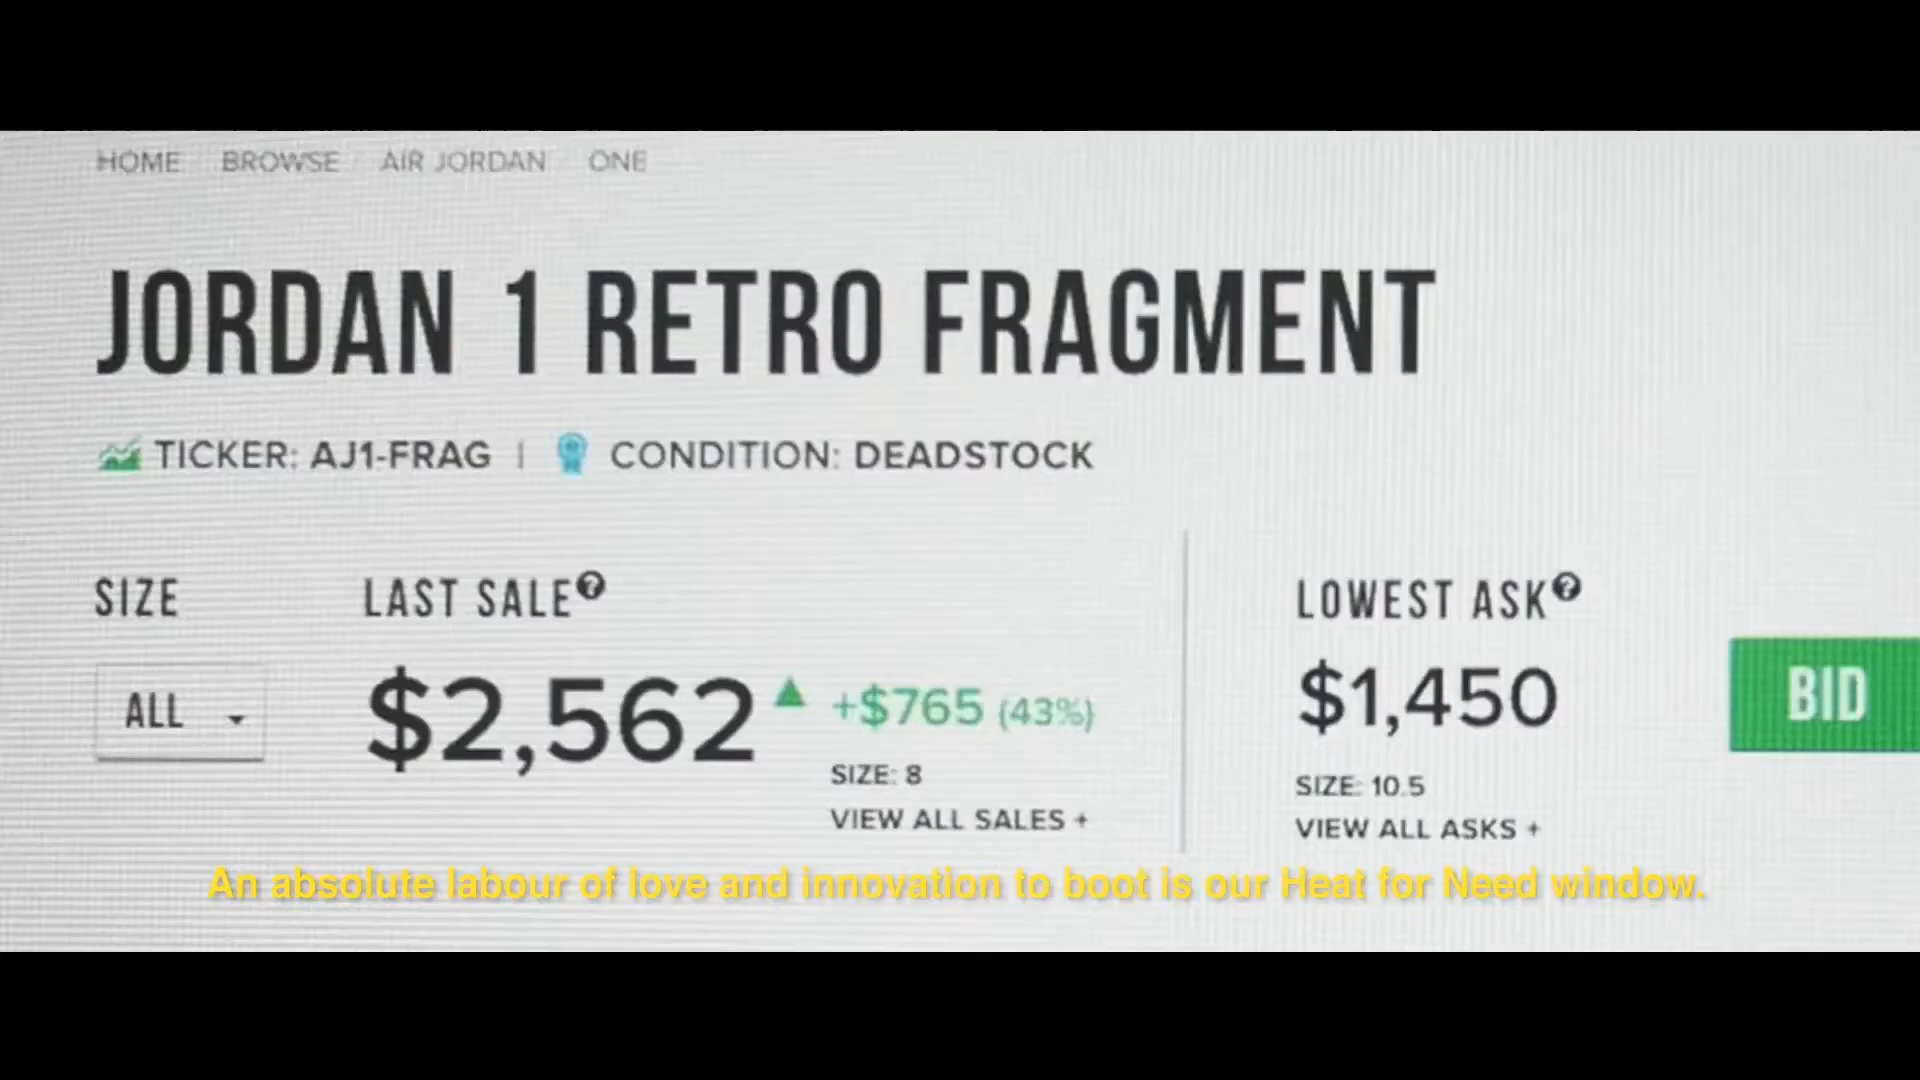 HOME BROWSE AIR JORDAN ONE
JORDAN 1 RETRO FRAGMENT
TICKER: AJ1-FRAG | CONDITION: DEADSTOCK
SIZE
ALL
LAST SALE?
$2,562 +$765 (43%)
SIZE: 8
VIEW ALL SALES +
LOWEST ASK?
$1,450
SIZE: 10.5
VIEW ALL ASKS +
BID
An absolute labour of love and innovation to boot is our Heat for Need window.